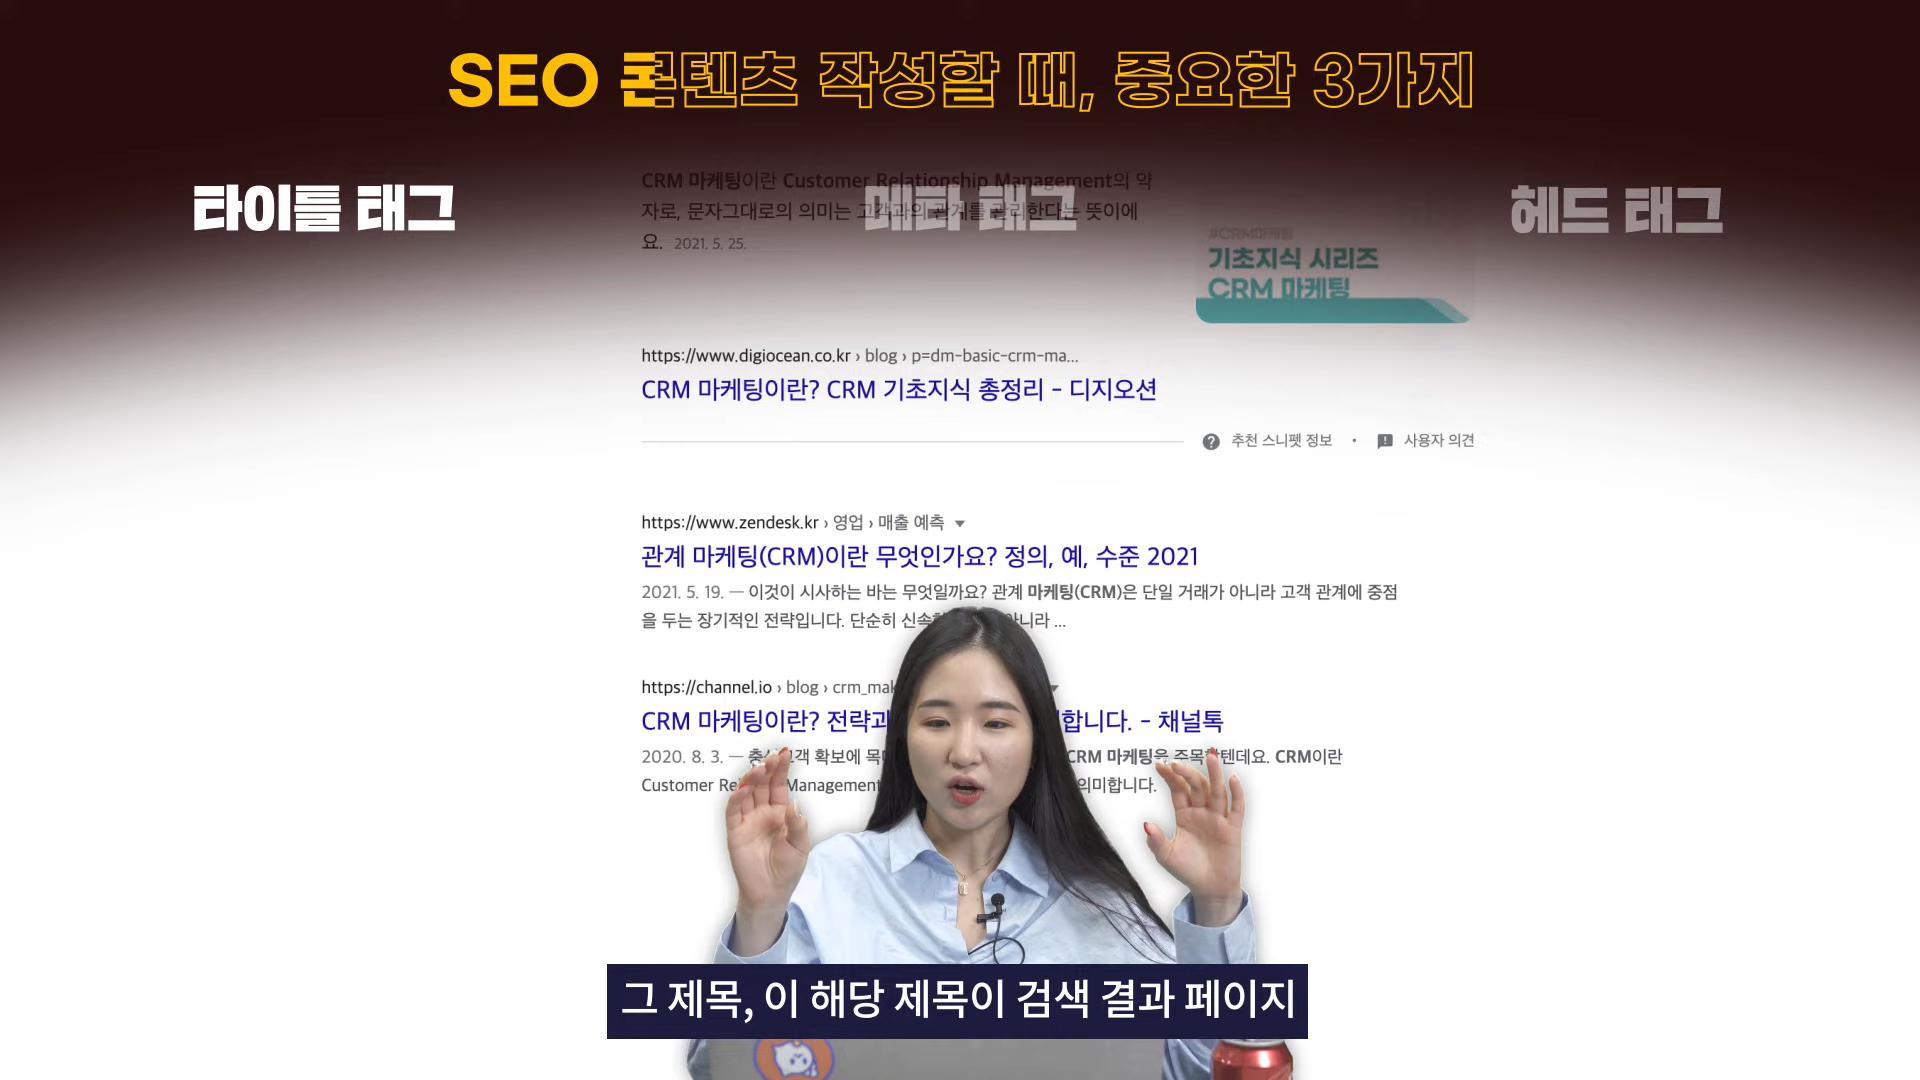 SEO 콘텐츠 작성할 때, 중요한 3가지
타이틀 태그
메타 태그
헤드 태그
CRM 마케팅이란 Customer Relationship Management의 약
자로, 문자그대로의 의미는 고객과의 관계를 관리한다는 뜻이에
요. 2021. 5. 25.
#CRM마케팅
기초지식 시리즈
CRM 마케팅
https://www.digiocean.co.kr › blog › p=dm-basic-crm-ma...
CRM 마케팅이란? CRM 기초지식 총정리 - 디지오션
추천 스니펫 정보 • 사용자 의견
https://www.zendesk.kr › 영업 › 매출 예측
관계 마케팅(CRM)이란 무엇인가요? 정의, 예, 수준 2021
2021. 5. 19. — 이것이 시사하는 바는 무엇일까요? 관계 마케팅(CRM)은 단일 거래가 아니라 고객 관계에 중점
을 두는 장기적인 전략입니다. 단순히 아니라 ...
https://channel.io › blog
CRM 마케팅이란? 합니다. - 채널톡
2020. 8. 3. — 확보에 CRM 마케팅을 CRM이란
Customer Management 의미합니다.
그 제목, 이 해당 제목이 검색 결과 페이지